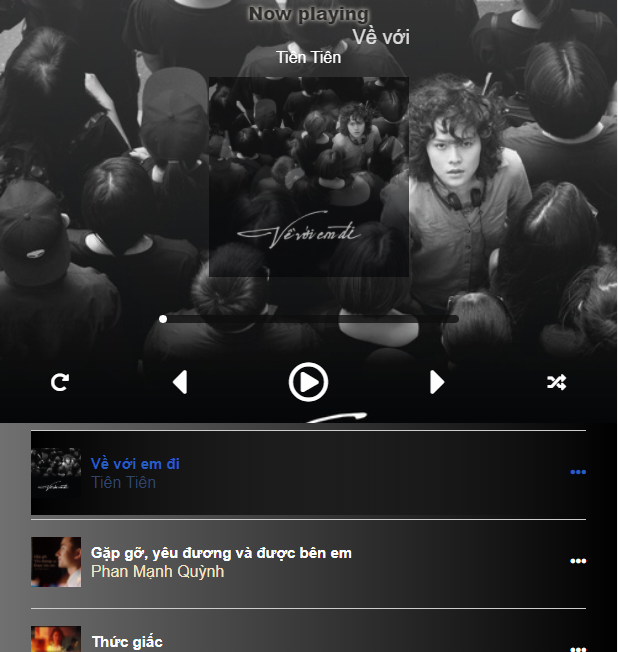 Now playing
Về với
Tiên Tiên
Về với em đi
Về với em đi
Tiên Tiên
Gặp gỡ, yêu đương và được bên em
Phan Mạnh Quỳnh
Thức giấc